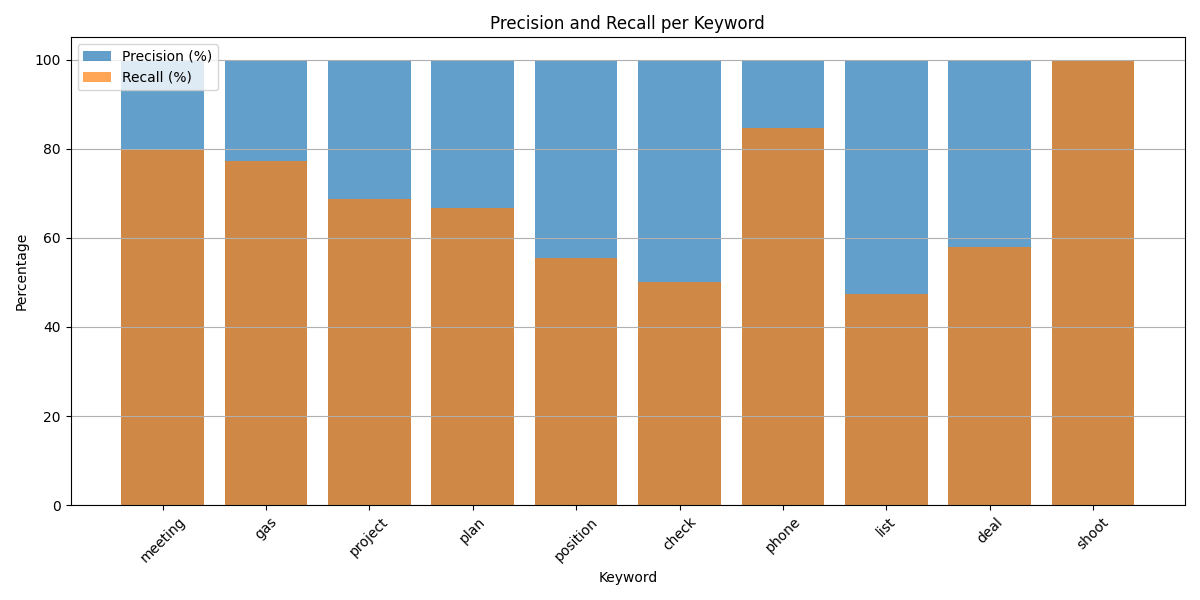 Precision and Recall per Keyword
Precision (%)
Recall (%)
100
80
60
40
20
0
Percentage
meeting
gas
project
plan
position
check
phone
list
deal
shoot
Keyword